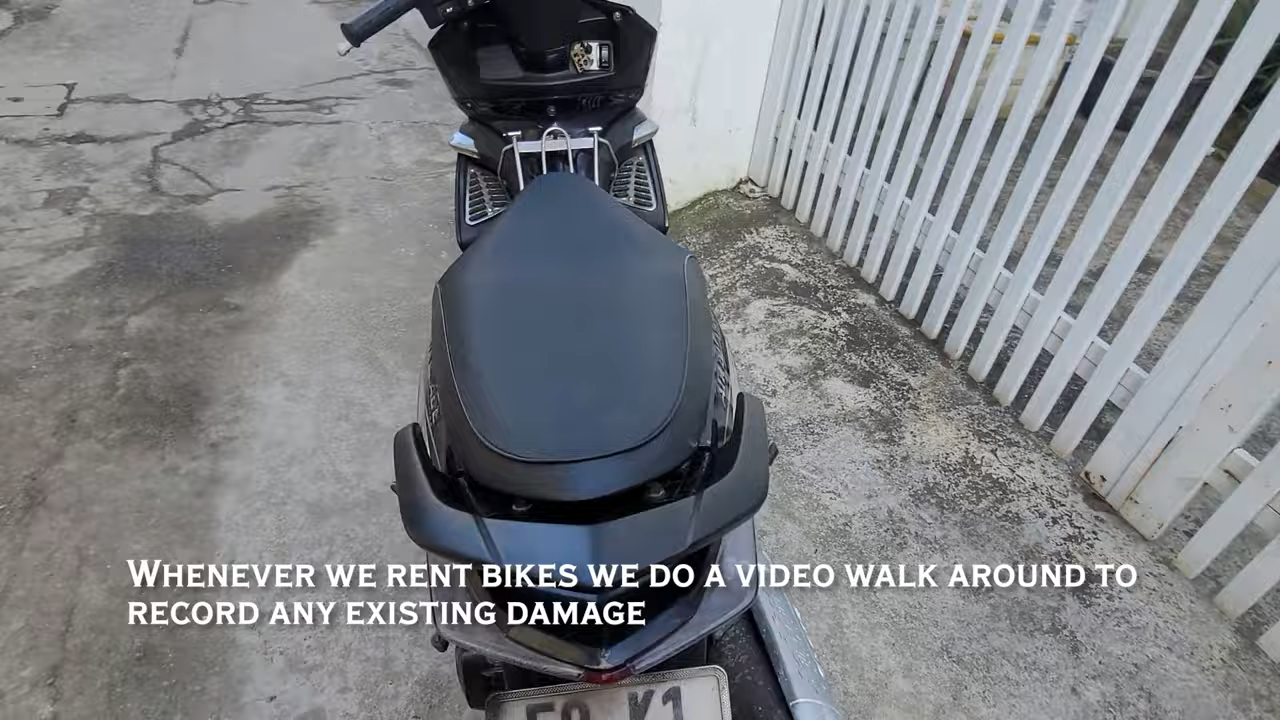 Whenever we rent bikes we do a video walk around to
record any existing damage